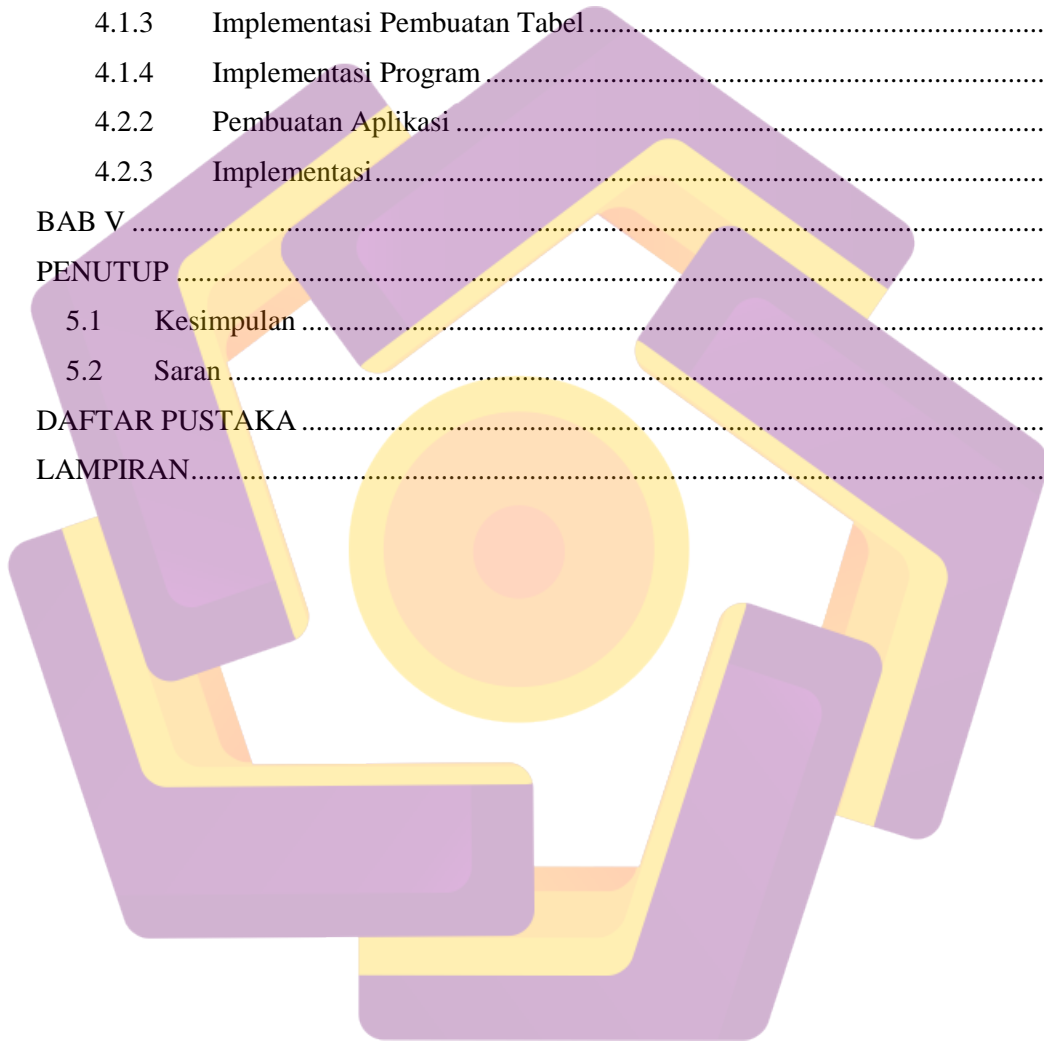 4.1.3 Implementasi Pembuatan Tabel ........................................................
4.1.4 Implementasi Program ........................................................................
4.2.2 Pembuatan Aplikasi ............................................................................
4.2.3 Implementasi........................................................................................
BAB V ............................................................................................................
PENUTUP ......................................................................................................
5.1 Kesimpulan ..............................................................................................
5.2 Saran ........................................................................................................
DAFTAR PUSTAKA .....................................................................................
LAMPIRAN....................................................................................................